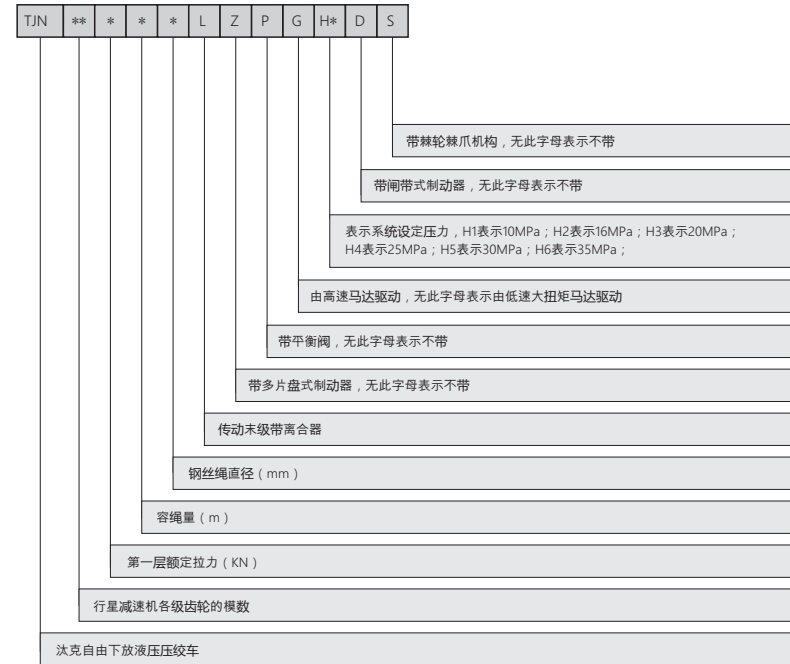 TJN ** * * * L Z P G H* D S
带棘轮棘爪机构，无此字母表示不带
带闸带式制动器，无此字母表示不带
表示系统设定压力，H1表示10MPa；H2表示16MPa；H3表示20MPa；
H4表示25MPa；H5表示30MPa；H6表示35MPa；
由高速马达驱动，无此字母表示由低速大扭矩马达驱动
带平衡阀，无此字母表示不带
带多片盘式制动器，无此字母表示不带
传动末级带离合器
钢丝绳直径（mm）
容绳量（m）
第一层额定拉力（KN）
行星减速机各级齿轮的模数
汰克自由下放液压压绞车